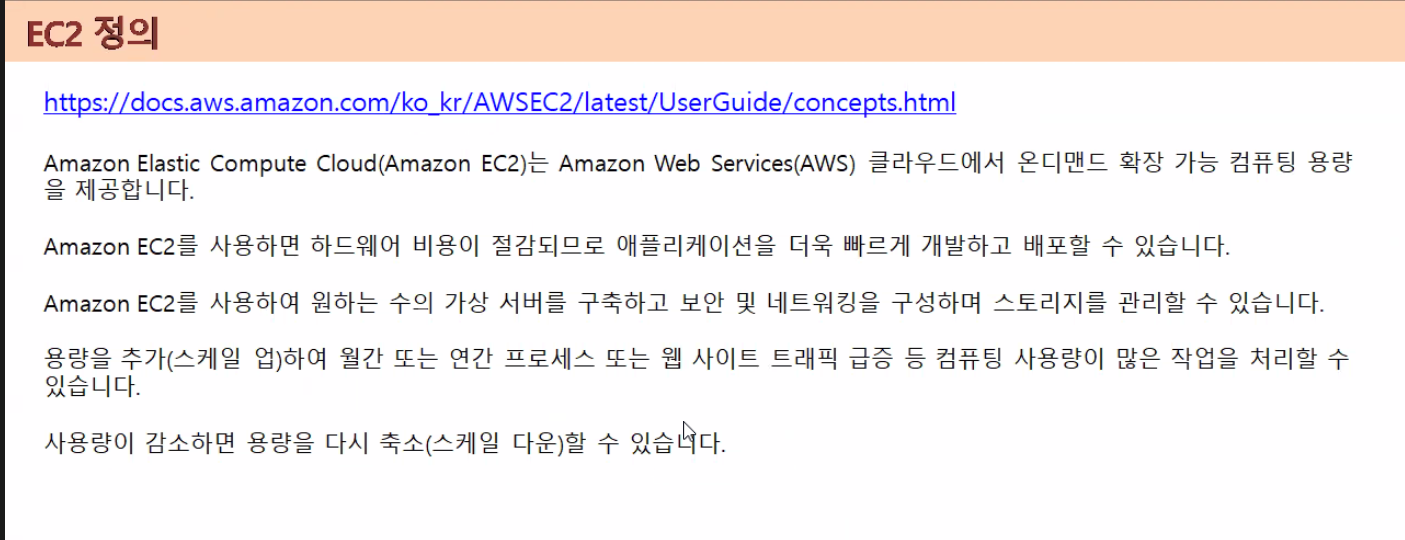 EC2 정의
https://docs.aws.amazon.com/ko_kr/AWSEC2/latest/UserGuide/concepts.html
Amazon Elastic Compute Cloud(Amazon EC2)는 Amazon Web Services(AWS) 클라우드에서 온디맨드 확장 가능 컴퓨팅 용량
을 제공합니다.
Amazon EC2를 사용하면 하드웨어 비용이 절감되므로 애플리케이션을 더욱 빠르게 개발하고 배포할 수 있습니다.
Amazon EC2를 사용하여 원하는 수의 가상 서버를 구축하고 보안 및 네트워킹을 구성하며 스토리지를 관리할 수 있습니다.
용량을 추가(스케일 업)하여 월간 또는 연간 프로세스 또는 웹 사이트 트래픽 급증 등 컴퓨팅 사용량이 많은 작업을 처리할 수
있습니다.
사용량이 감소하면 용량을 다시 축소(스케일 다운)할 수 있습니다.